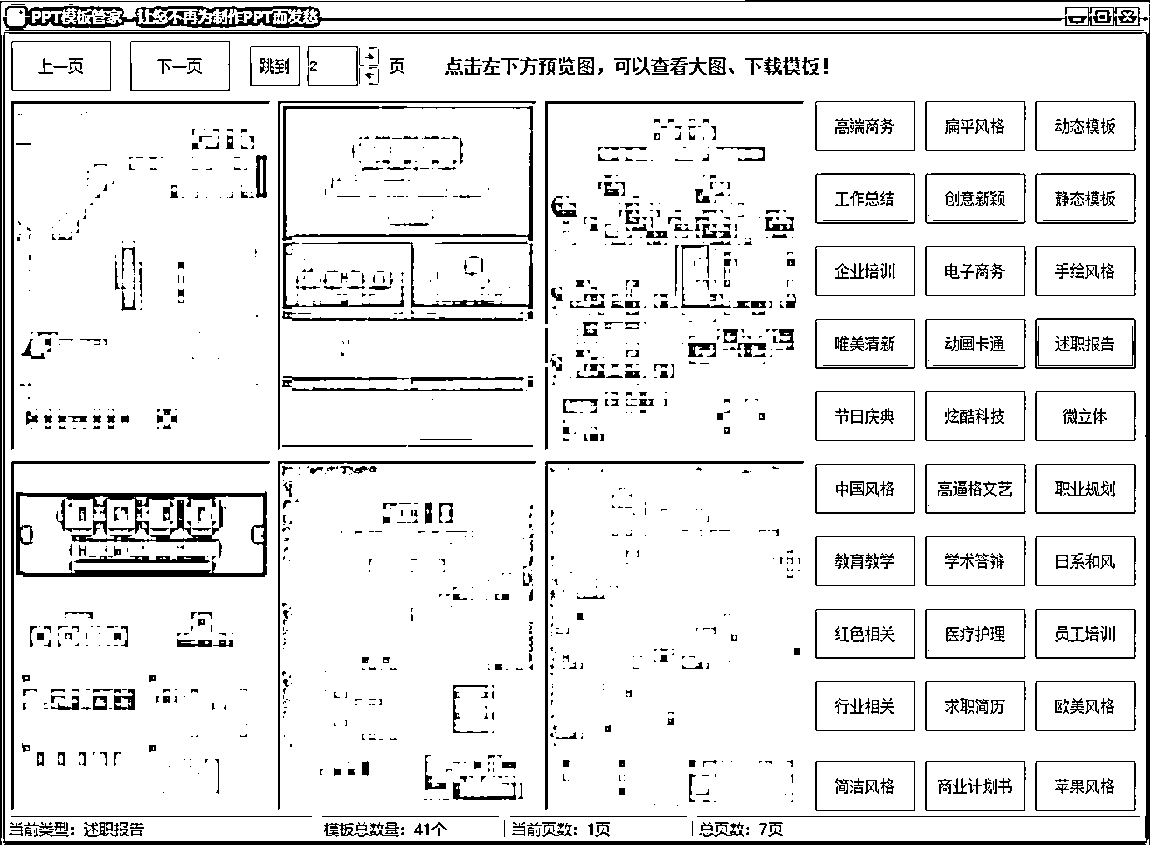 PPT模板管家--让您不再为制作PPT而发愁
上一页 下一页 跳到 2 页 点击左下方预览图，可以查看大图、下载模板！
高端商务 扁平风格 动态模板
工作总结 创意新颖 静态模板
企业培训 电子商务 手绘风格
唯美清新 动画卡通 述职报告
节日庆典 炫酷科技 微立体
中国风格 高逼格文艺 职业规划
教育教学 学术答辩 日系和风
红色相关 医疗护理 员工培训
行业相关 求职简历 欧美风格
简洁风格 商业计划书 苹果风格
当前类型：述职报告 模板总数量：41个 当前页数：1页 总页数：7页